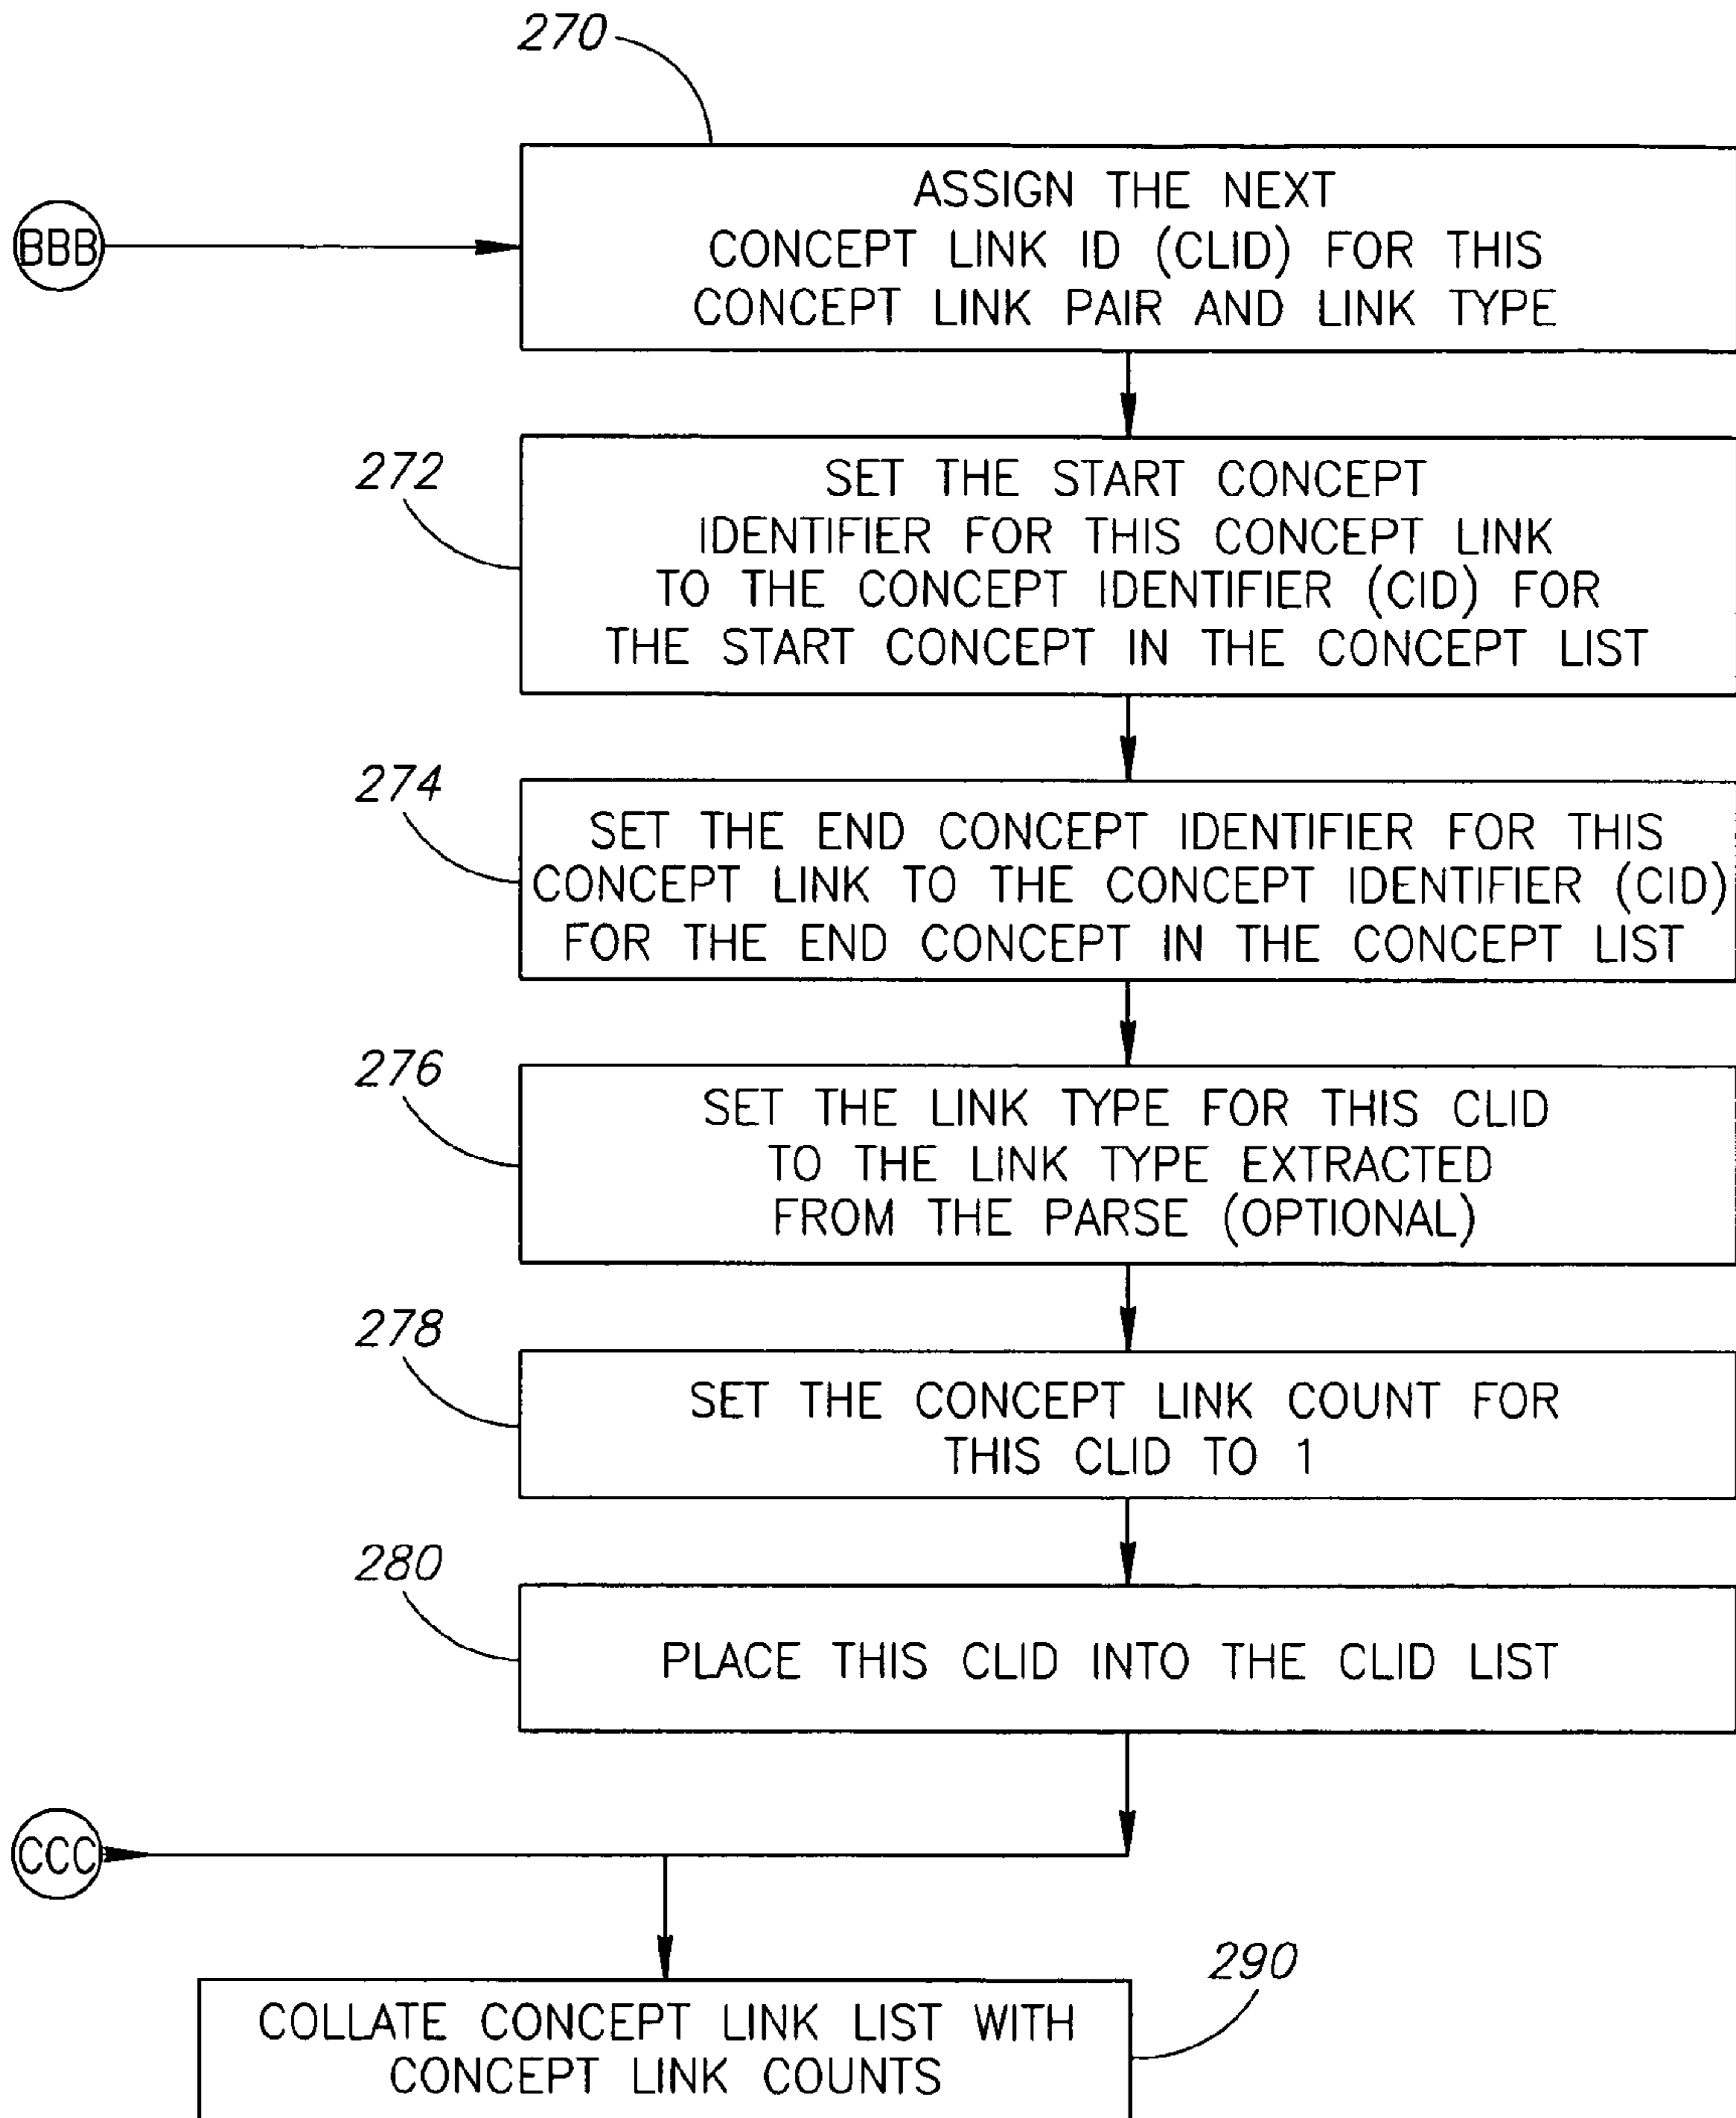 270
BBB
ASSIGN THE NEXT
CONCEPT LINK ID (CLID) FOR THIS
CONCEPT LINK PAIR AND LINK TYPE
272
SET THE START CONCEPT
IDENTIFIER FOR THIS CONCEPT LINK
TO THE CONCEPT IDENTIFIER (CID) FOR
THE START CONCEPT IN THE CONCEPT LIST
274
SET THE END CONCEPT IDENTIFIER FOR THIS
CONCEPT LINK TO THE CONCEPT IDENTIFIER (CID)
FOR THE END CONCEPT IN THE CONCEPT LIST
276
SET THE LINK TYPE FOR THIS CLID
TO THE LINK TYPE EXTRACTED
FROM THE PARSE (OPTIONAL)
278
SET THE CONCEPT LINK COUNT FOR
THIS CLID TO 1
280
PLACE THIS CLID INTO THE CLID LIST
CCC
290
COLLATE CONCEPT LINK LIST WITH
CONCEPT LINK COUNTS